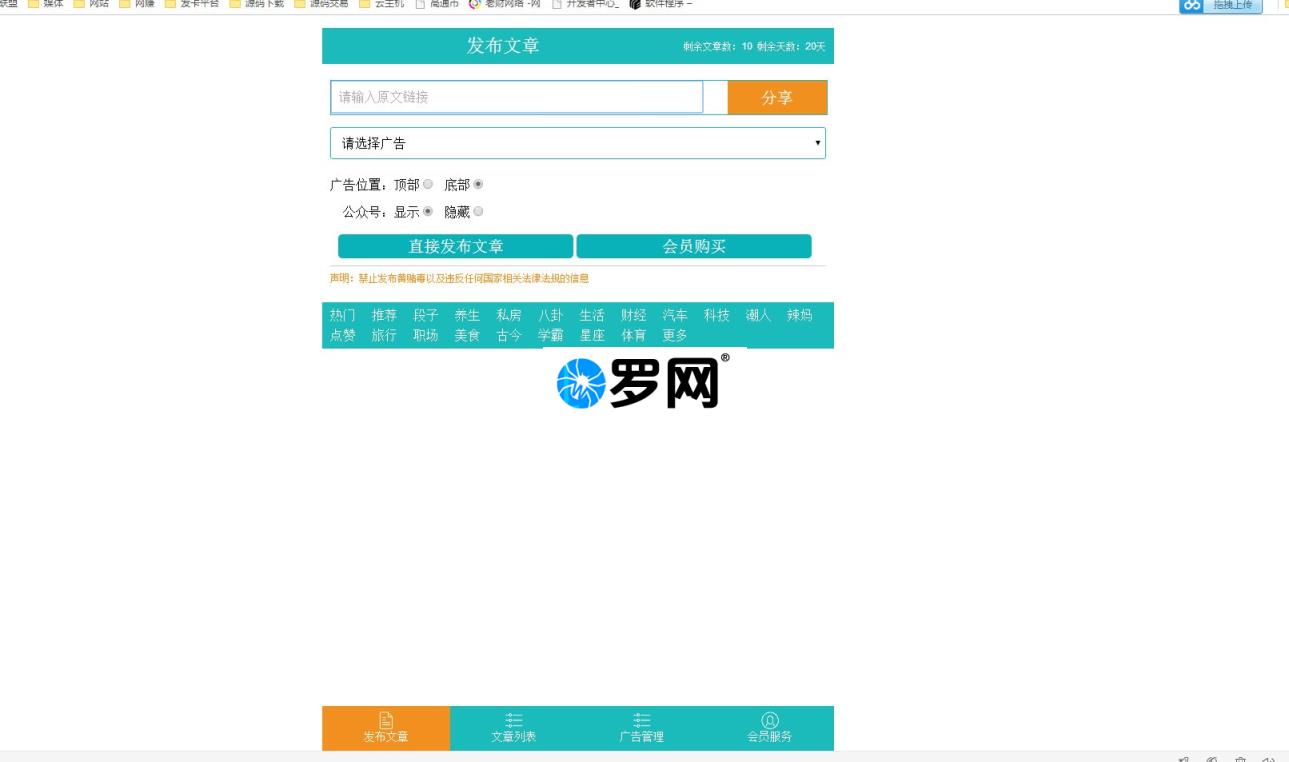 联盟 媒体 网站 网赚 发卡平台 源码下载 源码交易 云主机 高通市 老财网络 -网 开发者中心_ 软件程序 –
拖拽上传
发布文章 剩余文章数：10 剩余天数：20天
请输入原文链接 分享
请选择广告
广告位置：顶部 底部
公众号：显示 隐藏
直接发布文章 会员购买
声明：禁止发布黄赌毒以及违反任何国家相关法律法规的信息
热门 推荐 段子 养生 私房 八卦 生活 财经 汽车 科技 潮人 辣妈
点赞 旅行 职场 美食 古今 学霸 星座 体育 更多
罗网®
发布文章 文章列表 广告管理 会员服务